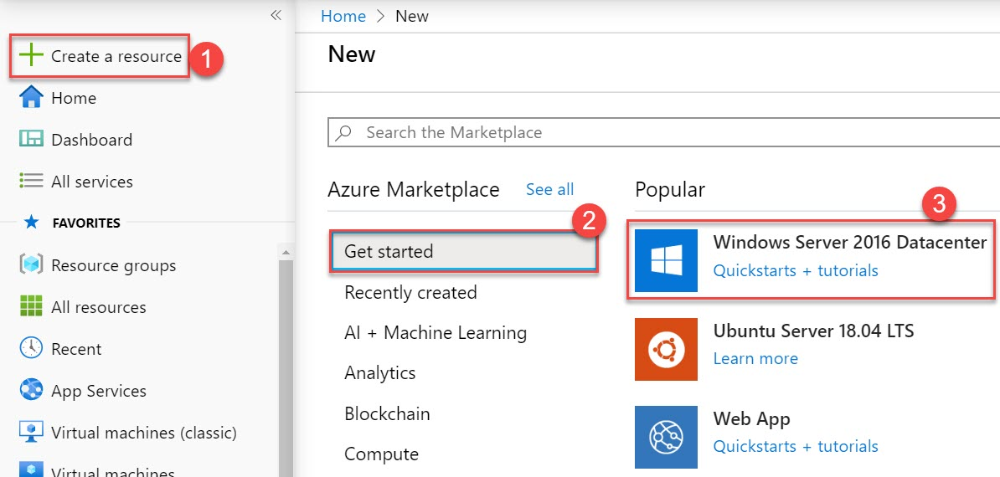 «
Create a resource
1
Home
Dashboard
All services
FAVORITES
Resource groups
All resources
Recent
App Services
Virtual machines (classic)
Virtual machines
Home > New
New
Search the Marketplace
Azure Marketplace See all
2
Get started
Recently created
AI + Machine Learning
Analytics
Blockchain
Compute
Popular
3
Windows Server 2016 Datacenter
Quickstarts + tutorials
Ubuntu Server 18.04 LTS
Learn more
Web App
Quickstarts + tutorials